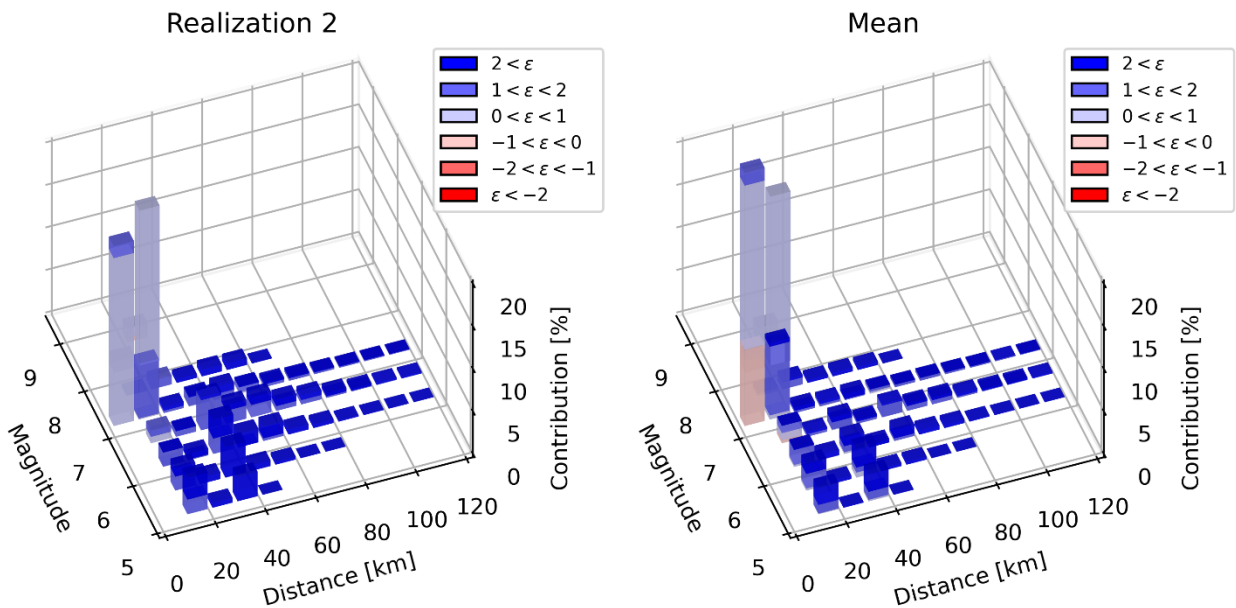 Realization 2
2 < ε
1 < ε < 2
0 < ε < 1
−1 < ε < 0
−2 < ε < −1
ε < −2
20
15
10
5
0
Contribution [%]
9
8
7
6
5
Magnitude
0
20
40
60
80
100
120
Distance [km]
Mean
2 < ε
1 < ε < 2
0 < ε < 1
−1 < ε < 0
−2 < ε < −1
ε < −2
20
15
10
5
0
Contribution [%]
9
8
7
6
5
Magnitude
0
20
40
60
80
100
120
Distance [km]